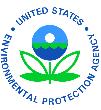 UNITED STATES
ENVIRONMENTAL PROTECTION AGENCY